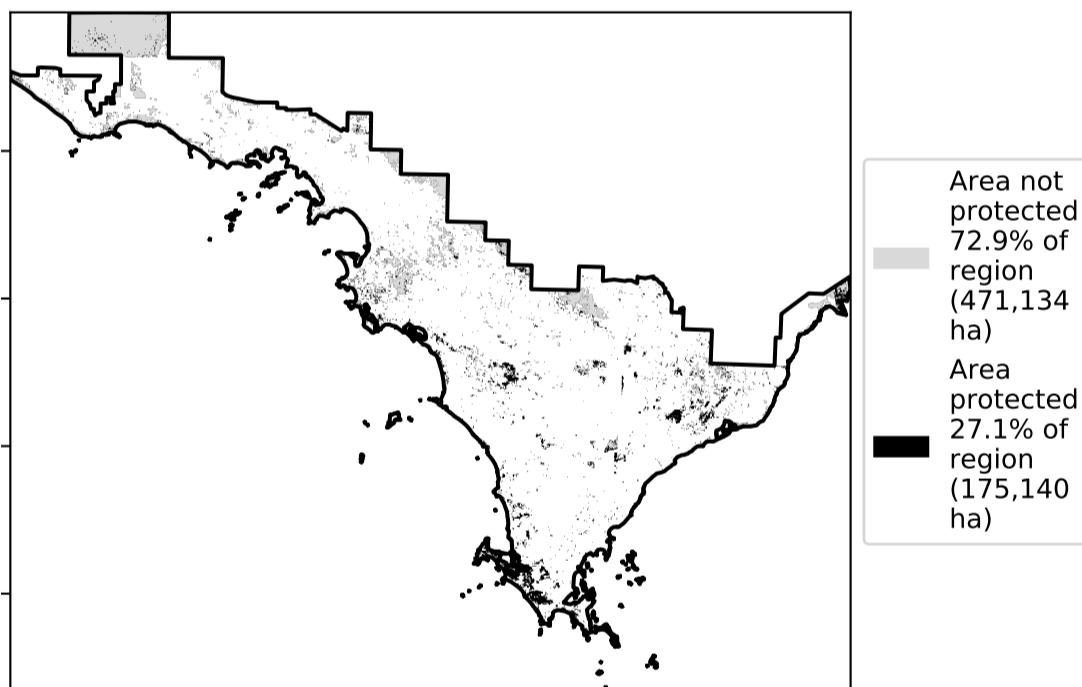 Area not
protected
72.9% of
region
(471,134
ha)
Area
protected
27.1% of
region
(175,140
ha)